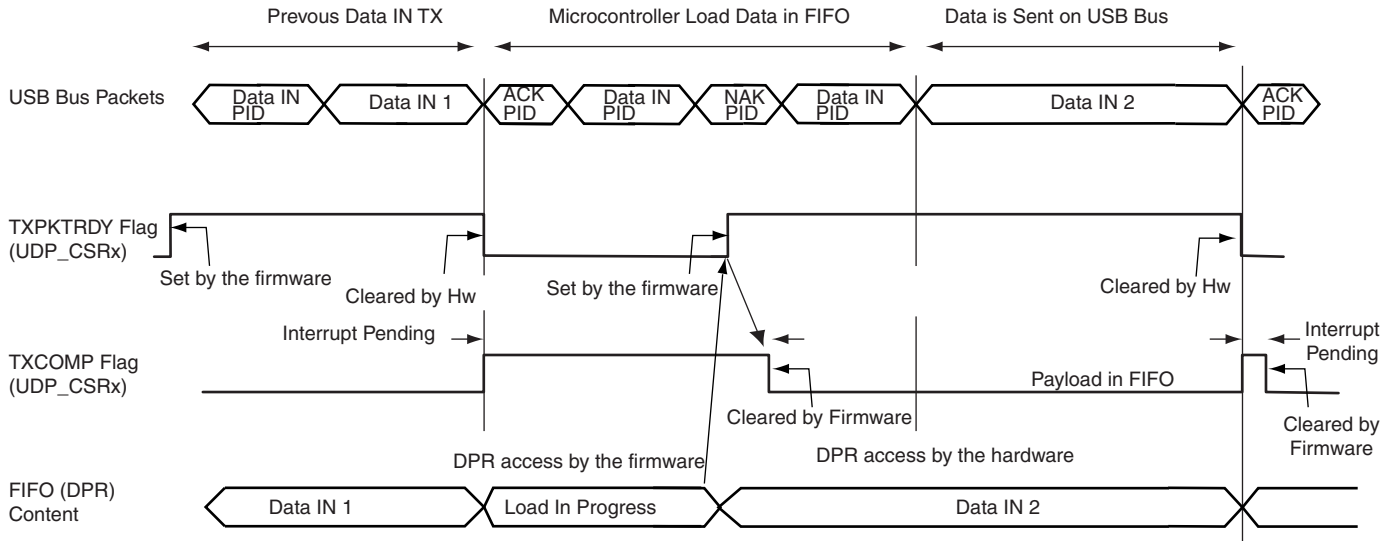 Prevous Data IN TX
Microcontroller Load Data in FIFO
Data is Sent on USB Bus
USB Bus Packets
Data IN
PID
Data IN 1
ACK
PID
Data IN
PID
NAK
PID
Data IN
PID
Data IN 2
ACK
PID
TXPKTRDY Flag
(UDP_CSRx)
Set by the firmware
Cleared by Hw
Set by the firmware
Cleared by Hw
Interrupt Pending
Interrupt
Pending
TXCOMP Flag
(UDP_CSRx)
Payload in FIFO
Cleared by Firmware
Cleared by
Firmware
DPR access by the firmware
DPR access by the hardware
FIFO (DPR)
Content
Data IN 1
Load In Progress
Data IN 2